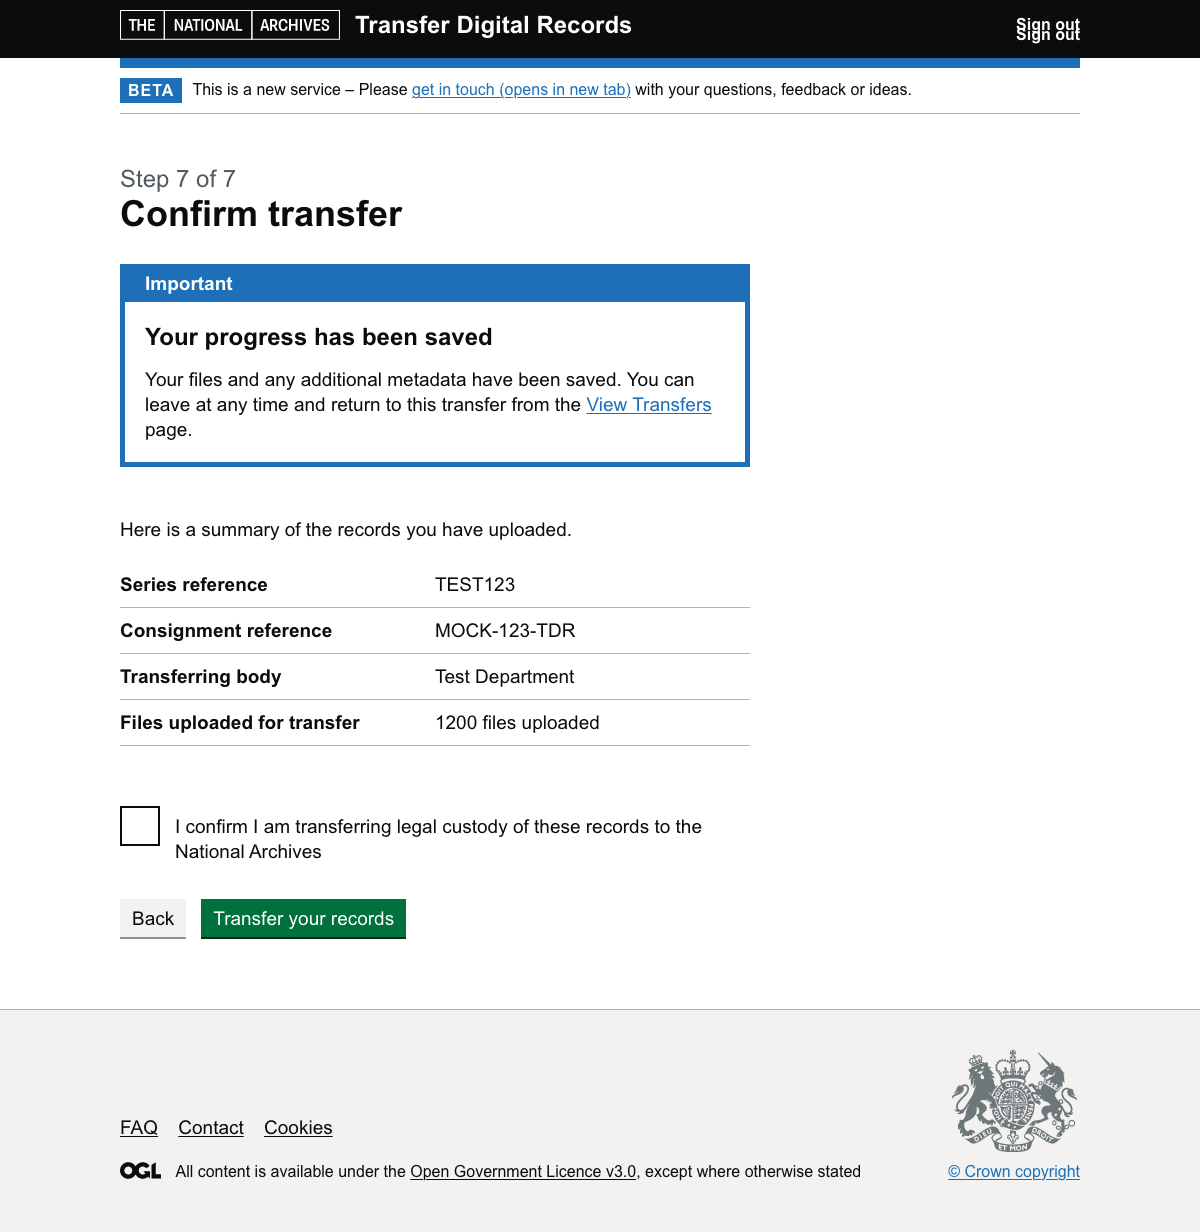 THE NATIONAL ARCHIVES Transfer Digital Records
Sign out
Sign out
BETA This is a new service – Please get in touch (opens in new tab) with your questions, feedback or ideas.
Step 7 of 7
Confirm transfer
Important
Your progress has been saved
Your files and any additional metadata have been saved. You can
leave at any time and return to this transfer from the View Transfers
page.
Here is a summary of the records you have uploaded.
Series reference TEST123
Consignment reference MOCK-123-TDR
Transferring body Test Department
Files uploaded for transfer 1200 files uploaded
I confirm I am transferring legal custody of these records to the
National Archives
Back Transfer your records
DIEU ET MON DROIT
FAQ Contact Cookies
OGL All content is available under the Open Government Licence v3.0, except where otherwise stated
© Crown copyright